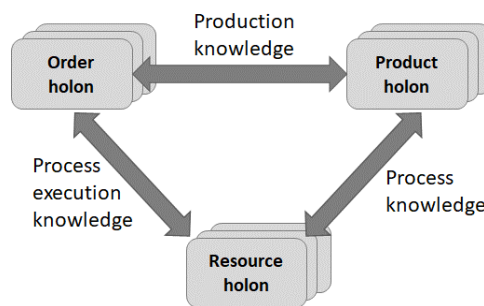 Production
knowledge
Order
holon
Product
holon
Process
execution
knowledge
Process
knowledge
Resource
holon